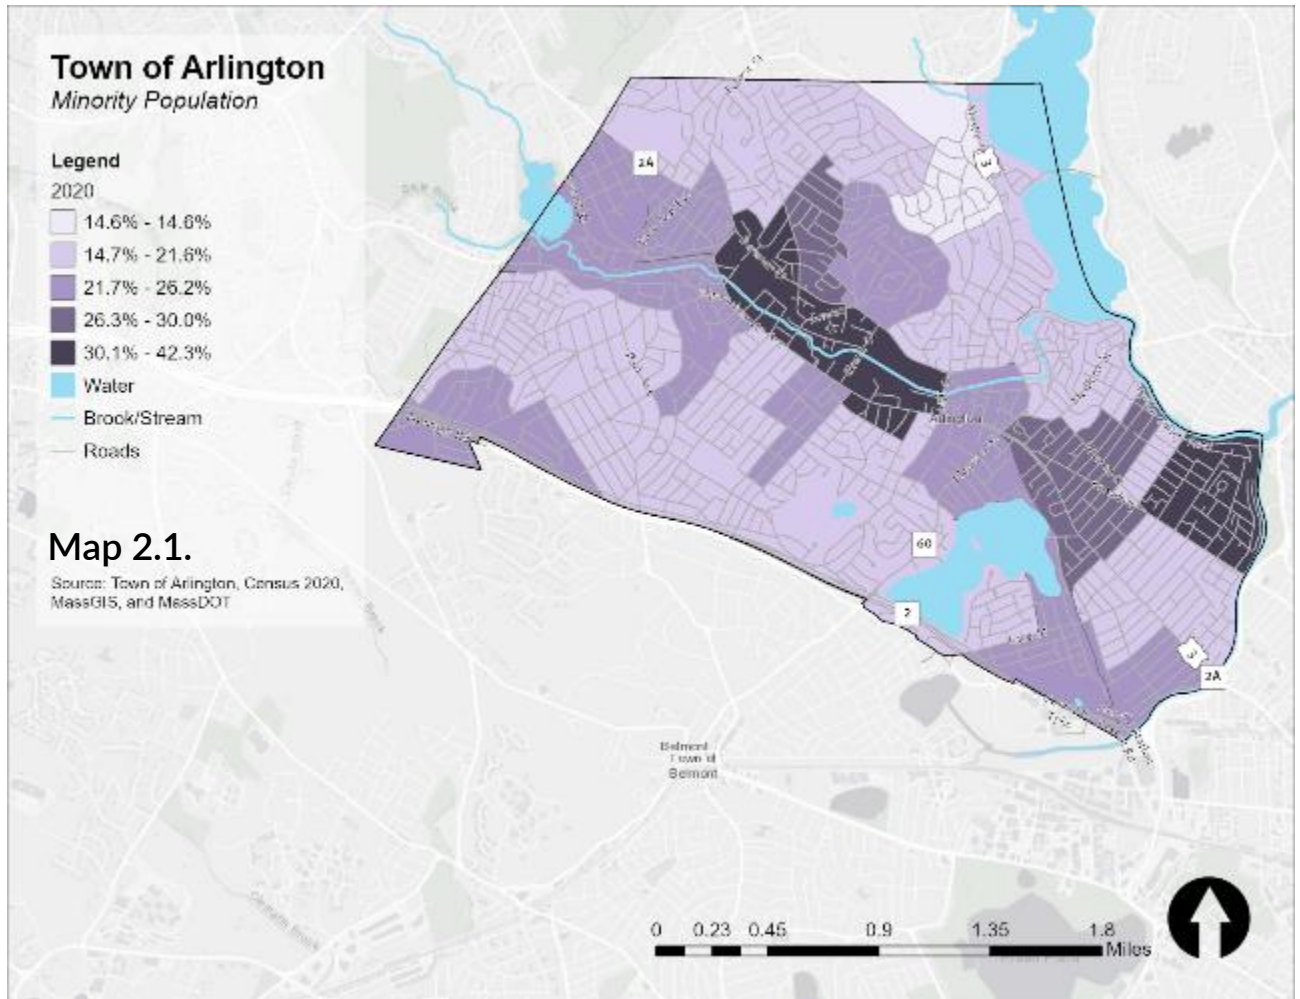 Town of Arlington
Minority Population
Legend
2020
14.6% - 14.6%
14.7% - 21.6%
21.7% - 26.2%
26.3% - 30.0%
30.1% - 42.3%
Water
Brook/Stream
Roads
Map 2.1.
Source: Town of Arlington, Census 2020,
MassGIS, and MassDOT
2A
3
Arlington
60
2
3
2A
Belmont
Town of
Belmont
0 0.23 0.45 0.9 1.35 1.8
Miles